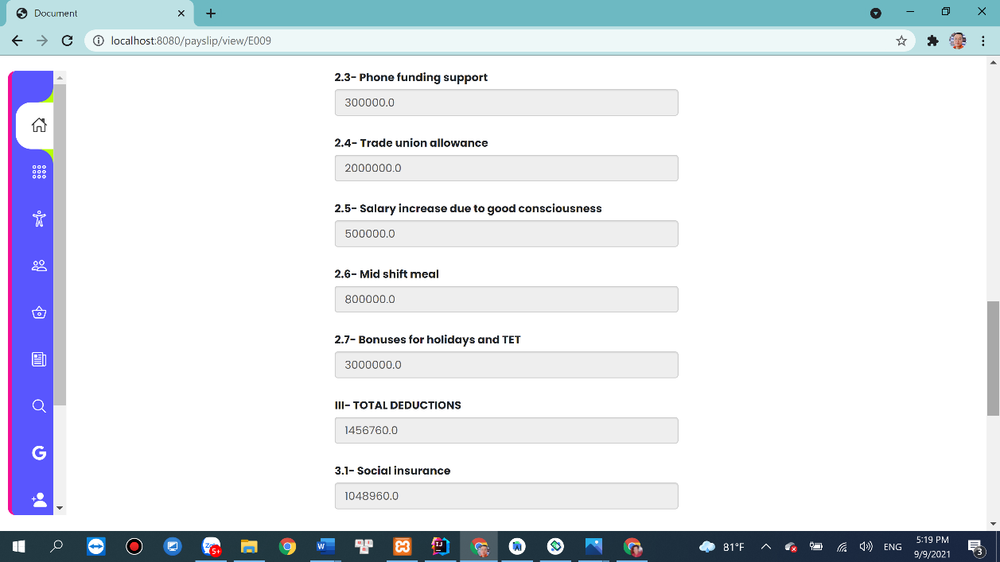 Document
localhost:8080/payslip/view/E009
2.3- Phone funding support
300000.0
2.4- Trade union allowance
2000000.0
2.5- Salary increase due to good consciousness
500000.0
2.6- Mid shift meal
800000.0
2.7- Bonuses for holidays and TET
3000000.0
III- TOTAL DEDUCTIONS
1456760.0
3.1- Social insurance
1048960.0
G
5+
W
IJ
81°F
ENG
5:19 PM
9/9/2021
3